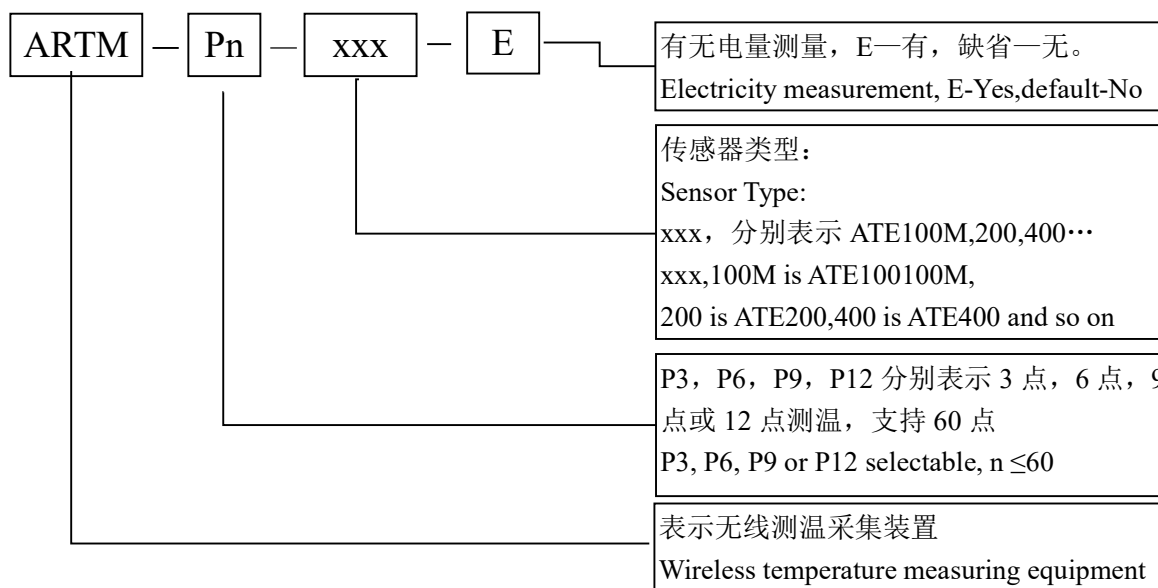 ARTM — Pn — xxx — E
有无电量测量，E—有，缺省—无。
Electricity measurement, E-Yes,default-No
传感器类型：
Sensor Type:
xxx，分别表示 ATE100M,200,400…
xxx,100M is ATE100100M,
200 is ATE200,400 is ATE400 and so on
P3，P6，P9，P12 分别表示 3 点，6 点，9
点或 12 点测温，支持 60 点
P3, P6, P9 or P12 selectable, n ≤60
表示无线测温采集装置
Wireless temperature measuring equipment